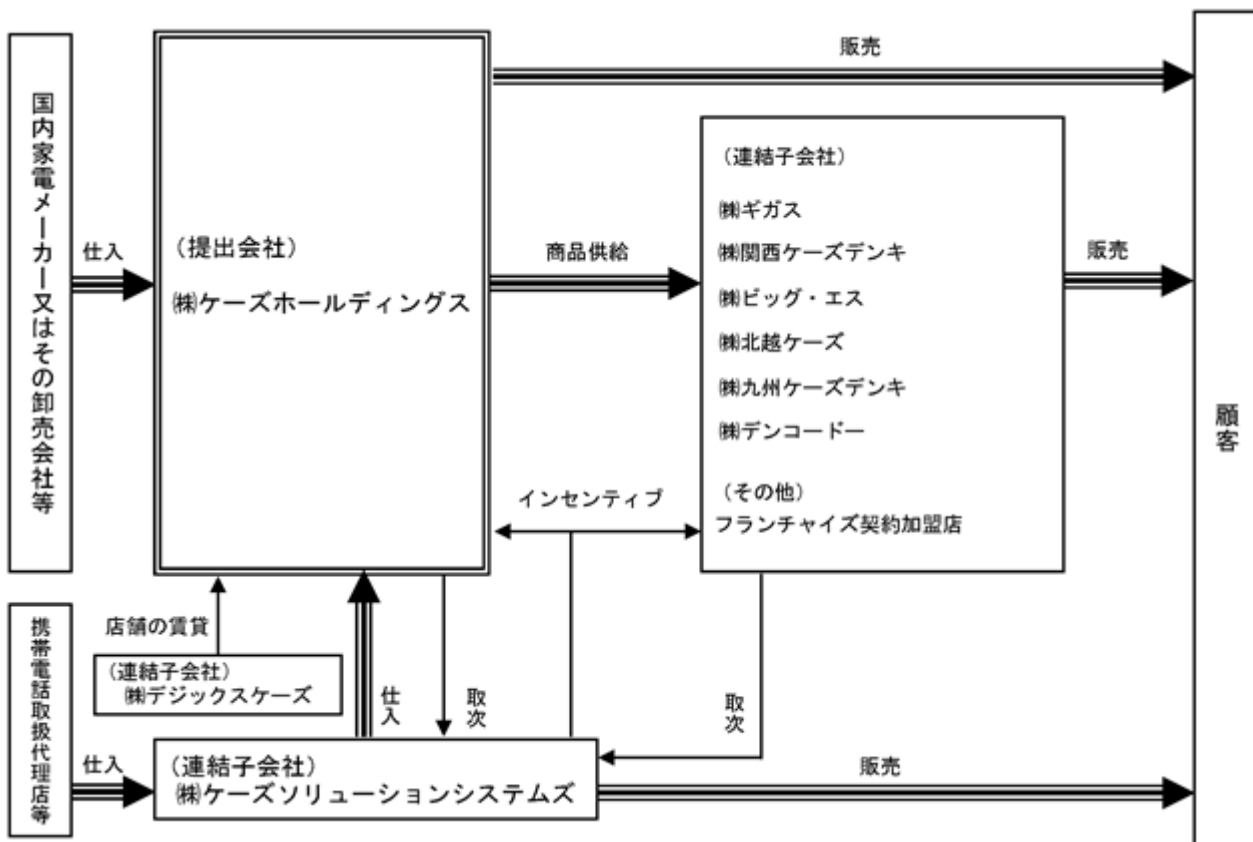 国内家電メーカー又はその卸売会社等
仕入
(提出会社)
㈱ケーズホールディングス
販売
商品供給
(連結子会社)
㈱ギガス
㈱関西ケーズデンキ
㈱ビッグ・エス
㈱北越ケーズ
㈱九州ケーズデンキ
㈱デンコードー
(その他)
フランチャイズ契約加盟店
販売
顧客
インセンティブ
携帯電話取扱代理店等
店舗の賃貸
(連結子会社)
㈱デジックスケーズ
仕入
取次
取次
仕入
(連結子会社)
㈱ケーズソリューションシステムズ
販売